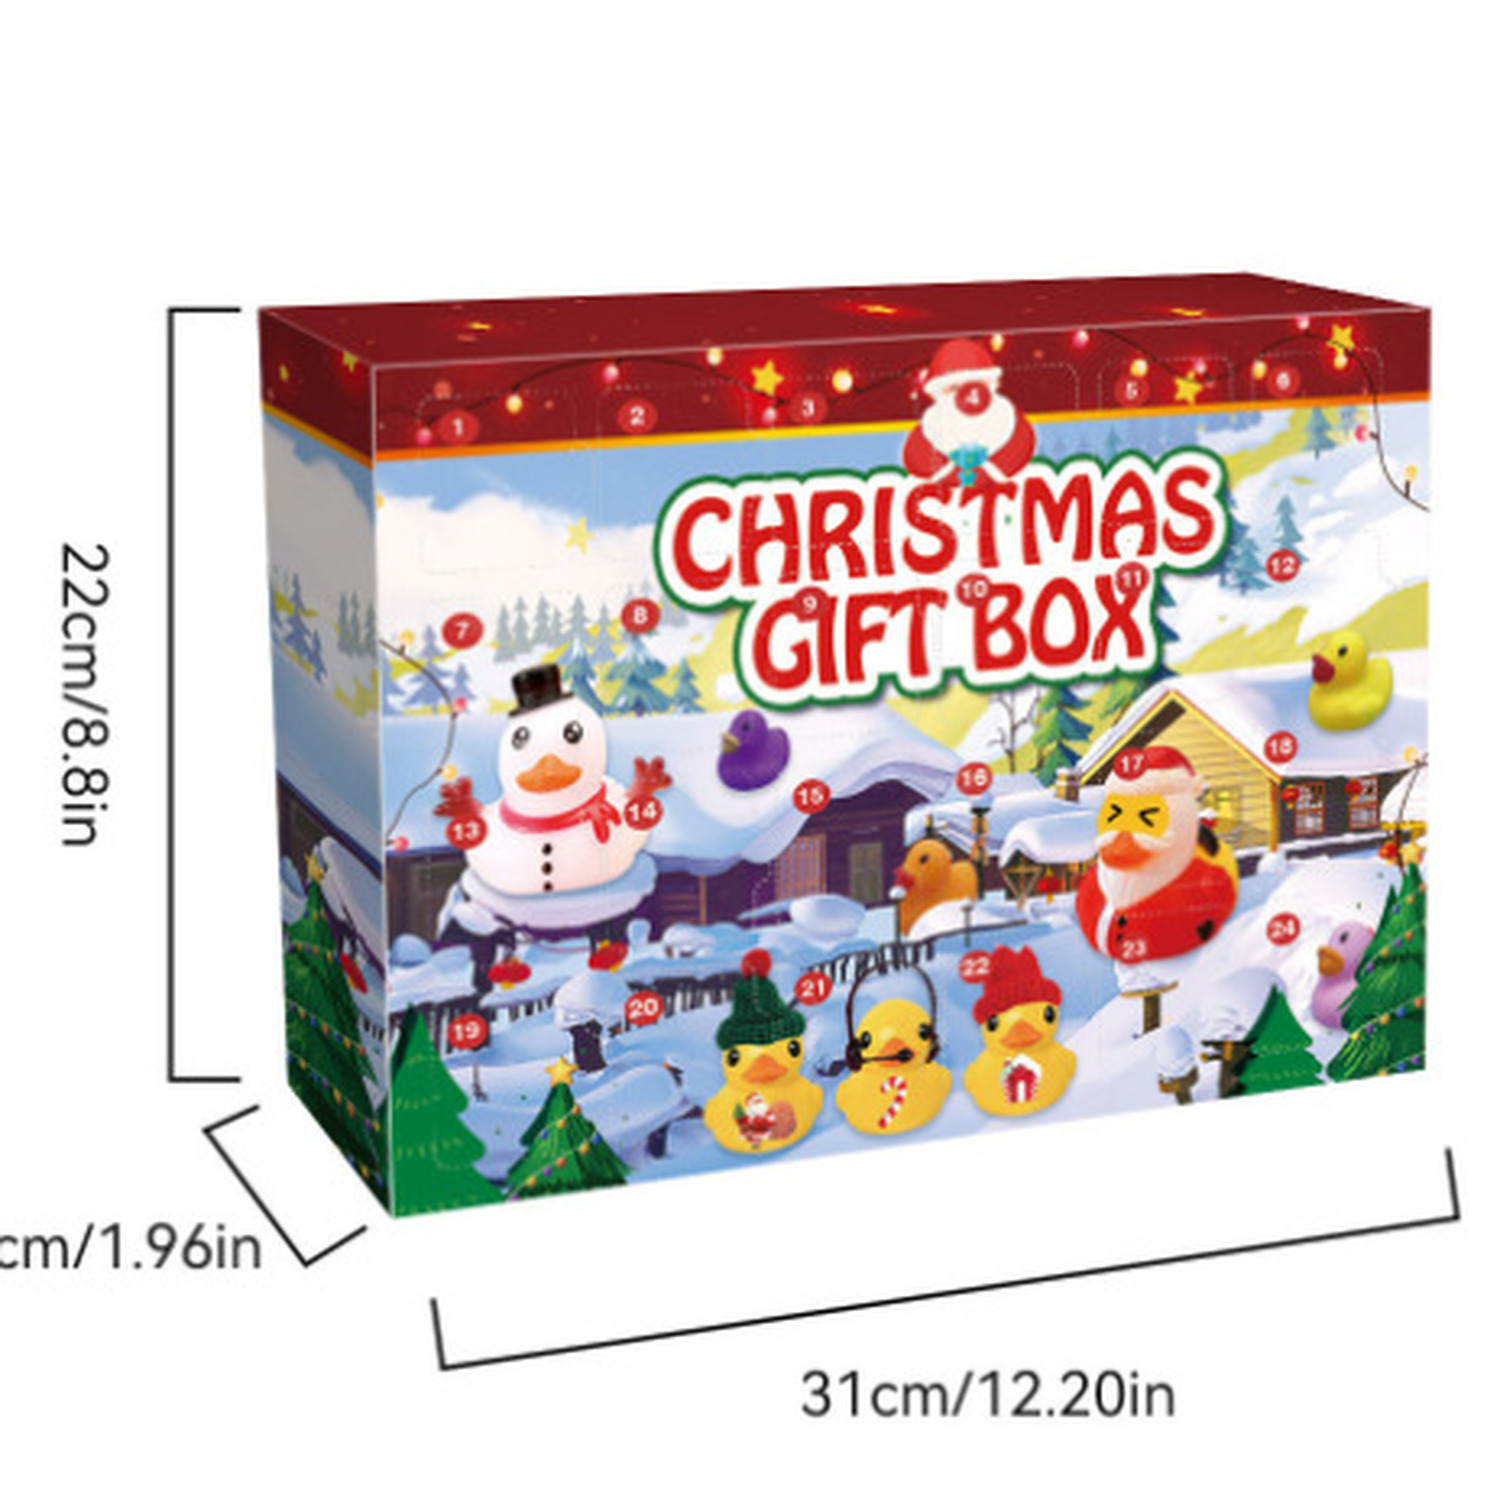 1 2 3 4 5 6
CHRISTMAS
GIFT BOX
7 8 9 10 11 12
13 14 15 16 17 18
19 20 21 22 23 24
22cm/8.8in
cm/1.96in
31cm/12.20in